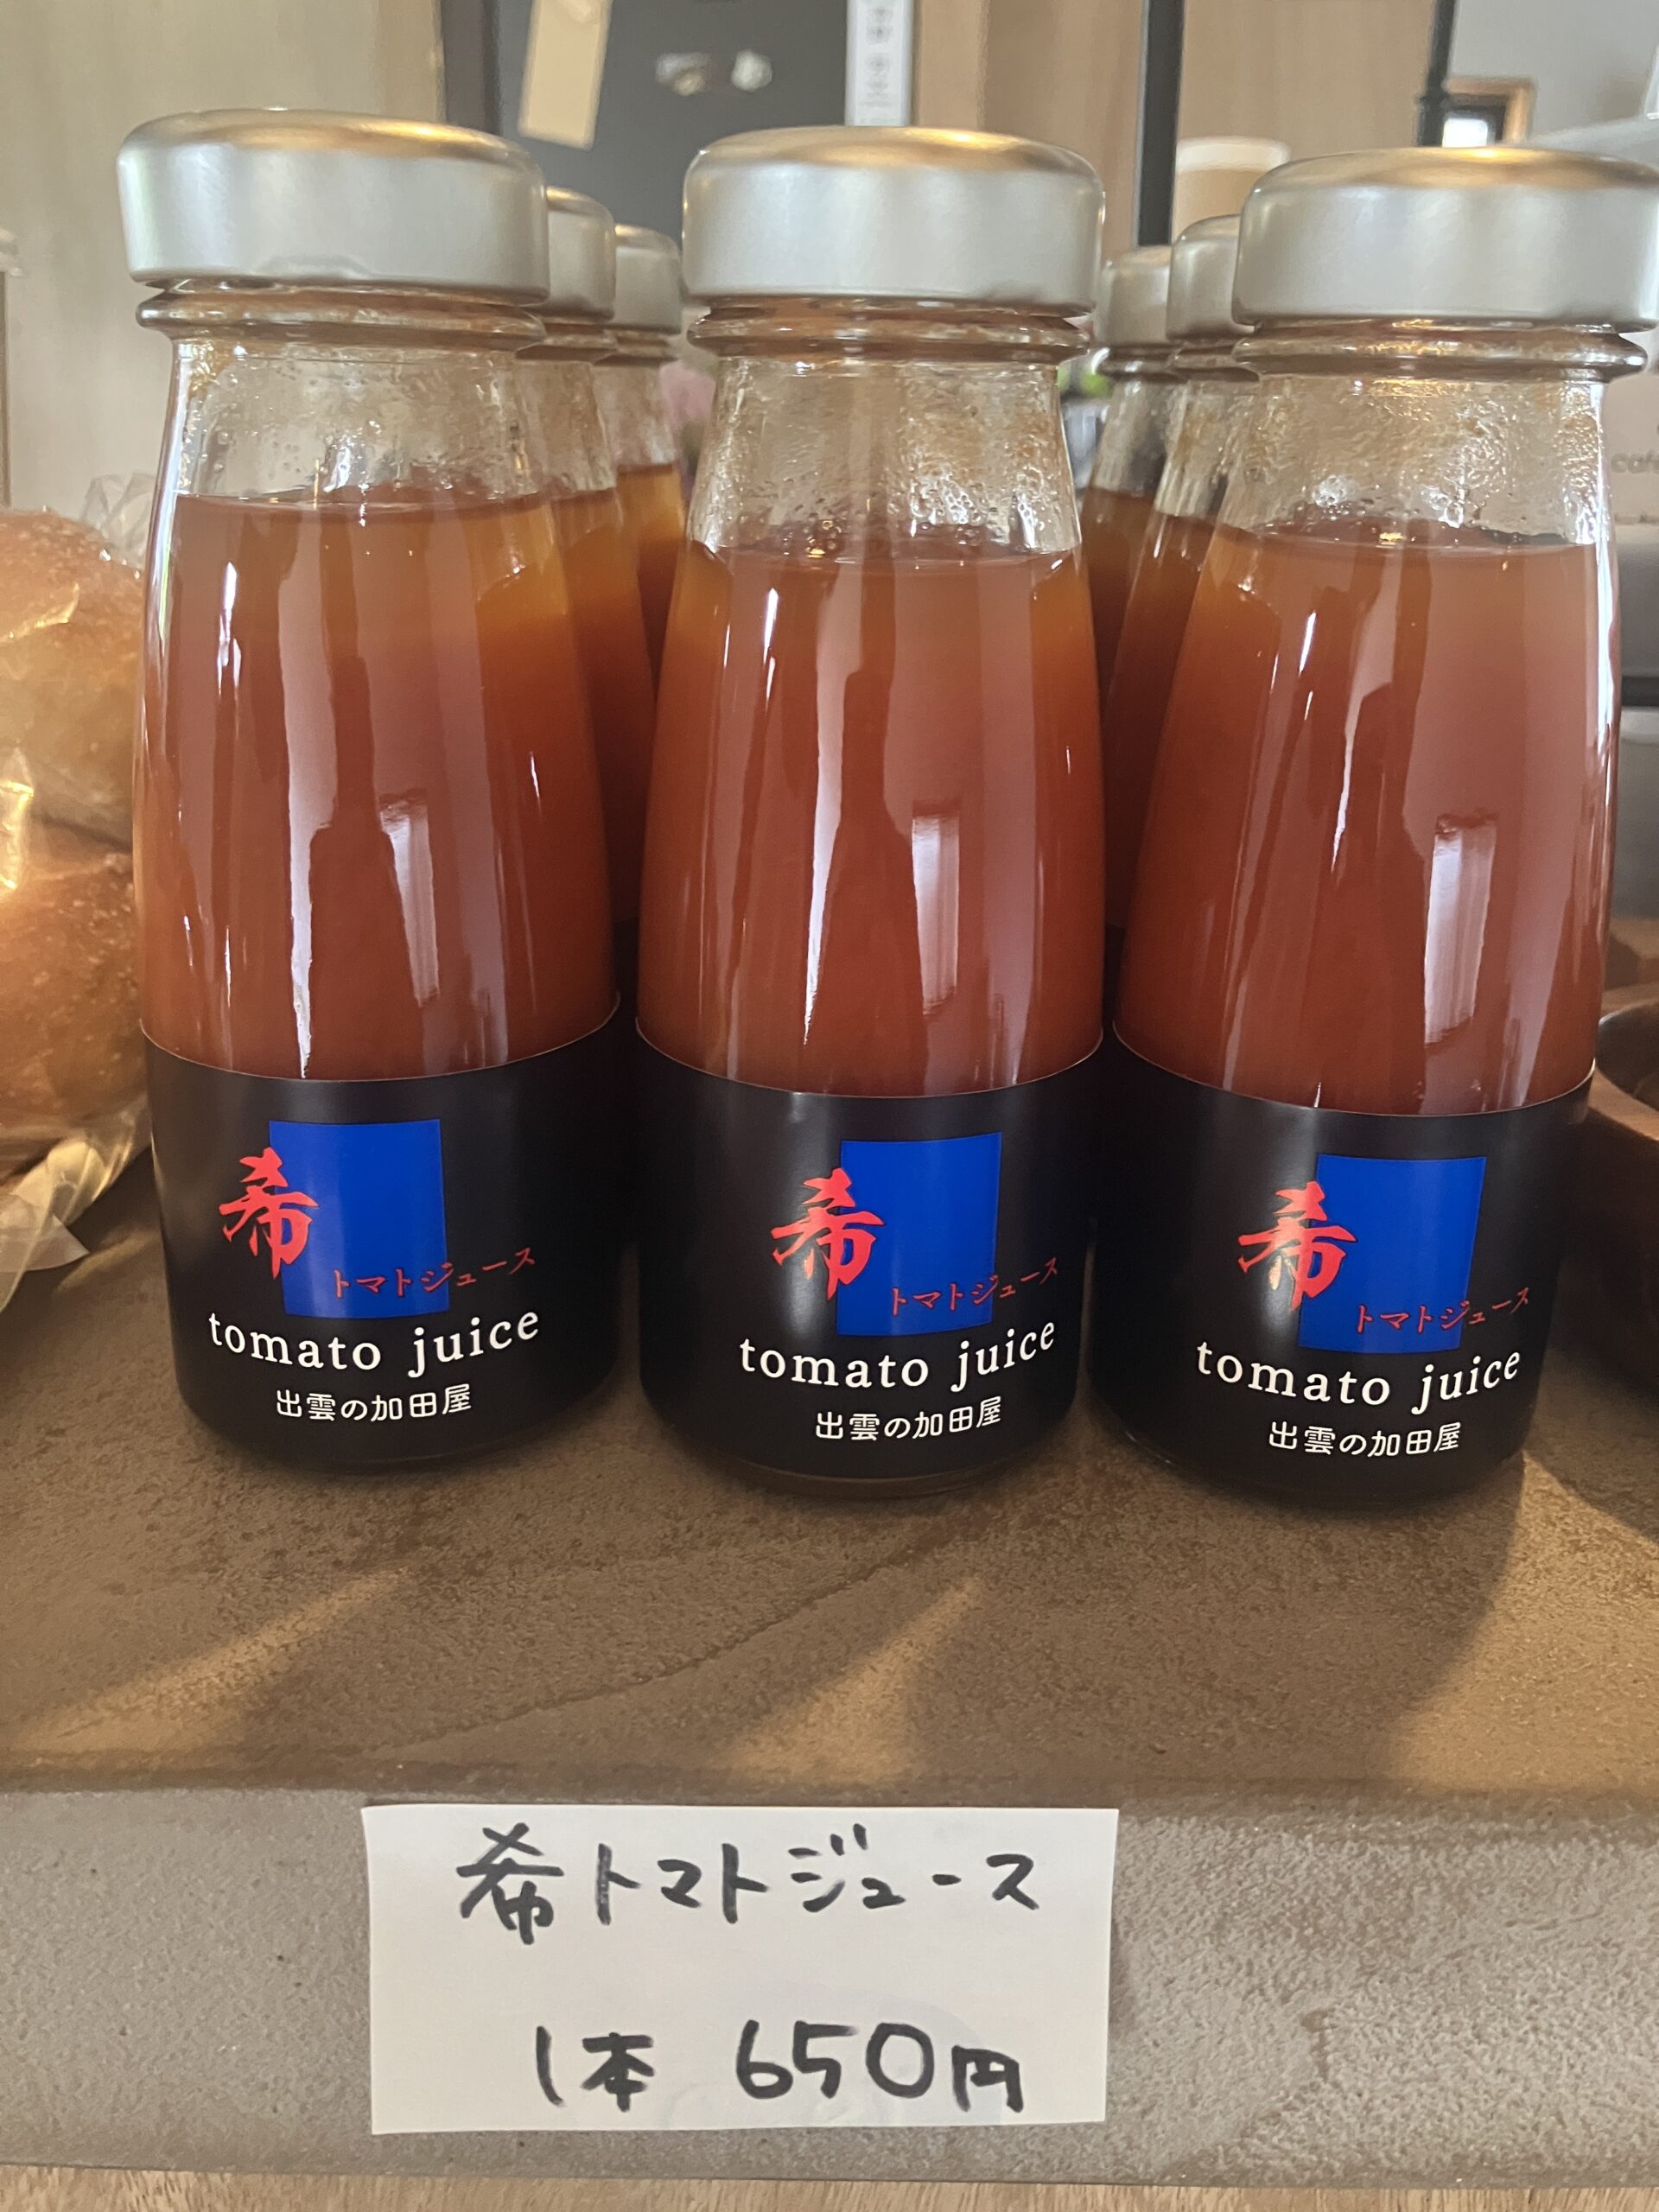 希
トマトジュース
tomato juice
出雲の加田屋
希
トマトジュース
tomato juice
出雲の加田屋
希
トマトジュース
tomato juice
出雲の加田屋
希トマトジュース
1本 650円